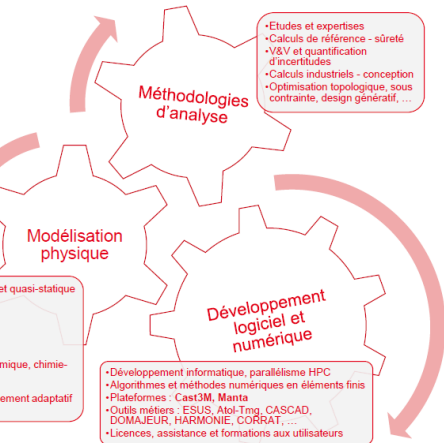 •Etudes et expertises
•Calculs de référence - sûreté
•V&V et quantification
d'incertitudes
•Calculs industriels - conception
•Optimisation topologique, sous
contrainte, design génératif, …
Méthodologies
d'analyse
Modélisation
physique
et quasi-statique
mique, chimie-
ement adaptatif
Développement
logiciel et
numérique
•Développement informatique, parallélisme HPC
•Algorithmes et méthodes numériques en éléments finis
•Plateformes : Cast3M, Manta
•Outils métiers : ESUS, Atol-Tmg, CASCAD,
DOMAJEUR, HARMONIE, CORRAT, …
•Licences, assistance et formations aux utilisateurs